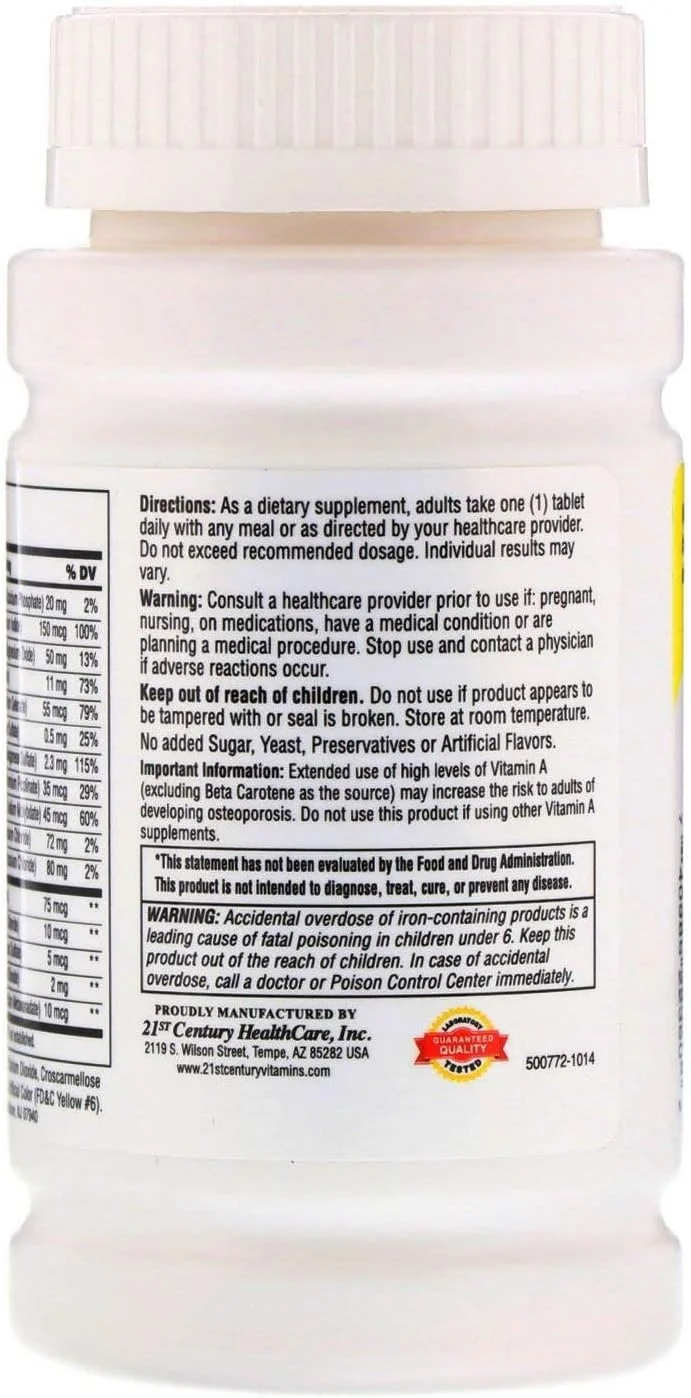 % DV
20 mg 2%
150 mcg 100%
50 mg 13%
11 mg 73%
55 mcg 79%
0.5 mg 25%
2.3 mg 115%
35 mcg 29%
45 mcg 60%
72 mg 2%
80 mg 2%
75 mcg **
10 mcg **
5 mcg **
2 mg **
10 mcg **
Dioxide, Croscarmellose
Color (FD&C Yellow #6).
NJ 07940
Directions: As a dietary supplement, adults take one (1) tablet
daily with any meal or as directed by your healthcare provider.
Do not exceed recommended dosage. Individual results may
vary.
Warning: Consult a healthcare provider prior to use if: pregnant,
nursing, on medications, have a medical condition or are
planning a medical procedure. Stop use and contact a physician
if adverse reactions occur.
Keep out of reach of children. Do not use if product appears to
be tampered with or seal is broken. Store at room temperature.
No added Sugar, Yeast, Preservatives or Artificial Flavors.
Important Information: Extended use of high levels of Vitamin A
(excluding Beta Carotene as the source) may increase the risk to adults of
developing osteoporosis. Do not use this product if using other Vitamin A
supplements.
*This statement has not been evaluated by the Food and Drug Administration.
This product is not intended to diagnose, treat, cure, or prevent any disease.
WARNING: Accidental overdose of iron-containing products is a
leading cause of fatal poisoning in children under 6. Keep this
product out of the reach of children. In case of accidental
overdose, call a doctor or Poison Control Center immediately.
PROUDLY MANUFACTURED BY
21ST Century HealthCare, Inc.
2119 S. Wilson Street, Tempe, AZ 85282 USA
www.21stcenturyvitamins.com
LABORATORY
GUARANTEED
QUALITY
TESTED
500772-1014